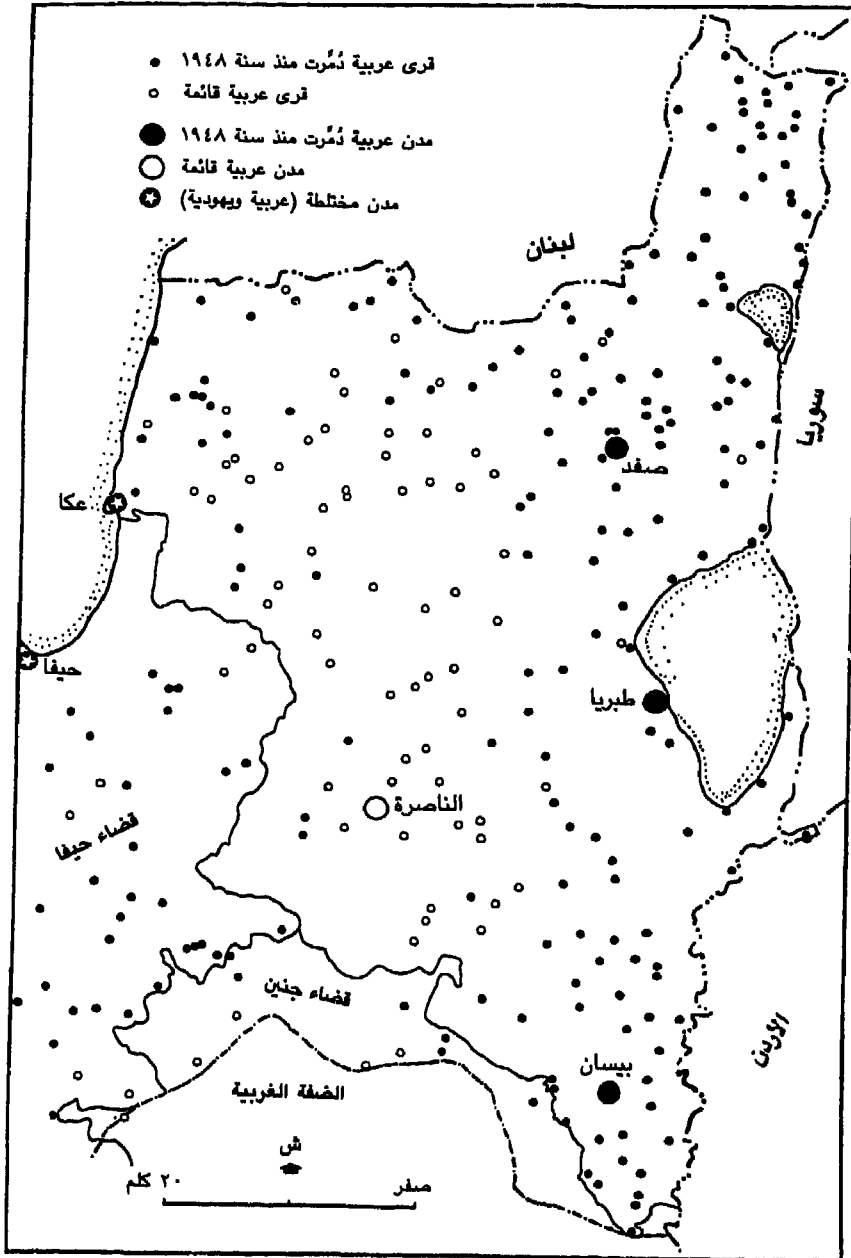 قرى عربية دُمِّرت منذ سنة ١٩٤٨
قرى عربية قائمة
مدن عربية دُمِّرت منذ سنة ١٩٤٨
مدن عربية قائمة
مدن مختلطة (عربية ويهودية)
لبنان
سوريا
صفد
عكا
حيفا
طبريا
الناصرة
قضاء حيفا
قضاء جنين
الأردن
بيسان
الضفة الغربية
ش
صفر
٢٠ كلم